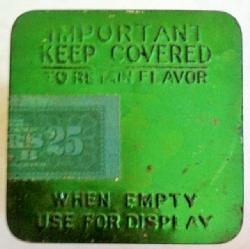 IMPORTANT
KEEP COVERED
TO RETAIN FLAVOR
25
WHEN EMPTY
USE FOR DISPLAY